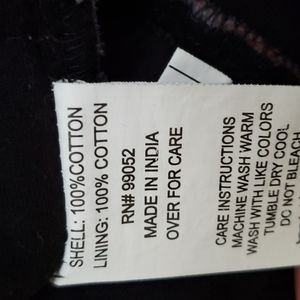 SHELL: 100%COTTON
LINING: 100% COTTON
RN# 99052
MADE IN INDIA
OVER FOR CARE
CARE INSTRUCTIONS
MACHINE WASH WARM
WASH WITH LIKE COLORS
TUMBLE DRY COOL
DO NOT BLEACH